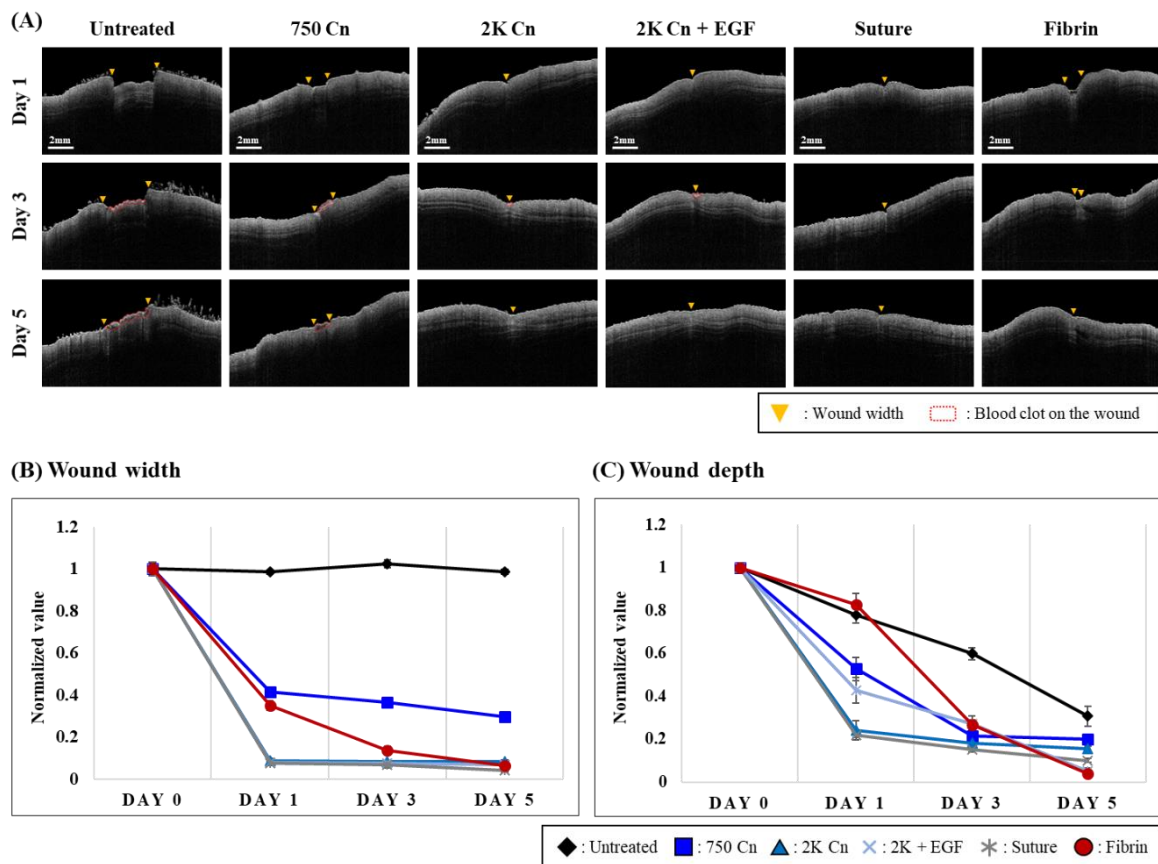 (A)
Untreated 750 Cn 2K Cn 2K Cn + EGF Suture Fibrin
Day 1
2mm 2mm 2mm 2mm 2mm 2mm
Day 3
Day 5
: Wound width : Blood clot on the wound
(B) Wound width
Normalized value
1.2
1
0.8
0.6
0.4
0.2
0
DAY 0 DAY 1 DAY 3 DAY 5
(C) Wound depth
Normalized value
1.2
1
0.8
0.6
0.4
0.2
0
DAY 0 DAY 1 DAY 3 DAY 5
: Untreated : 750 Cn : 2K Cn : 2K + EGF : Suture : Fibrin